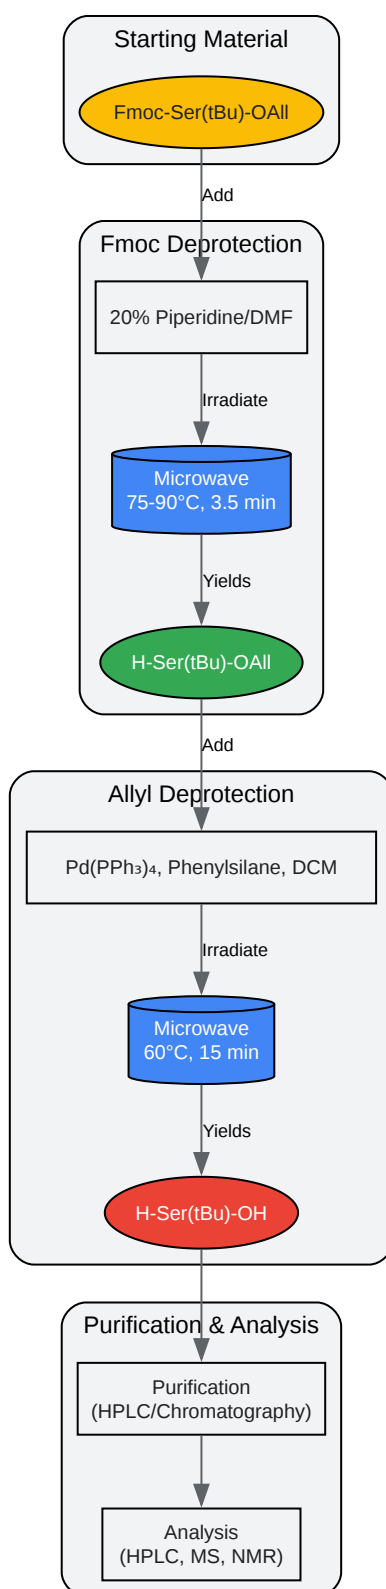 Starting Material
Fmoc-Ser(tBu)-OAll
Add
Fmoc Deprotection
20% Piperidine/DMF
Irradiate
Microwave
75-90°C, 3.5 min
Yields
H-Ser(tBu)-OAll
Add
Allyl Deprotection
Pd(PPh₃)₄, Phenylsilane, DCM
Irradiate
Microwave
60°C, 15 min
Yields
H-Ser(tBu)-OH
Purification & Analysis
Purification
(HPLC/Chromatography)
Analysis
(HPLC, MS, NMR)